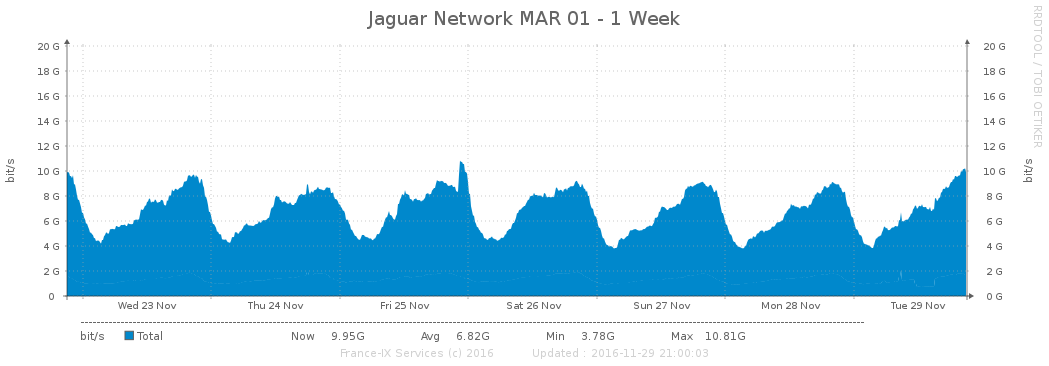 Jaguar Network MAR 01 - 1 Week
RRDTOOL / TOBI OETIKER
bit/s
20 G 20 G
18 G 18 G
16 G 16 G
14 G 14 G
12 G 12 G
10 G 10 G
8 G 8 G
6 G 6 G
4 G 4 G
2 G 2 G
0 0 G
bit/s
Wed 23 Nov Thu 24 Nov Fri 25 Nov Sat 26 Nov Sun 27 Nov Mon 28 Nov Tue 29 Nov
bit/s Total Now 9.95G Avg 6.82G Min 3.78G Max 10.81G
France-IX Services (c) 2016 Updated : 2016-11-29 21:00:03